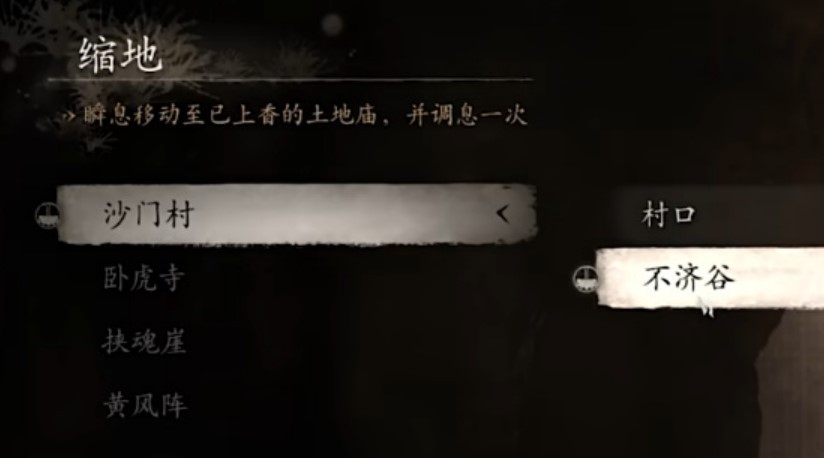 缩地
瞬息移动至已上香的土地庙，并调息一次
沙门村
村口
不济谷
卧虎寺
挟魂崖
黄风阵